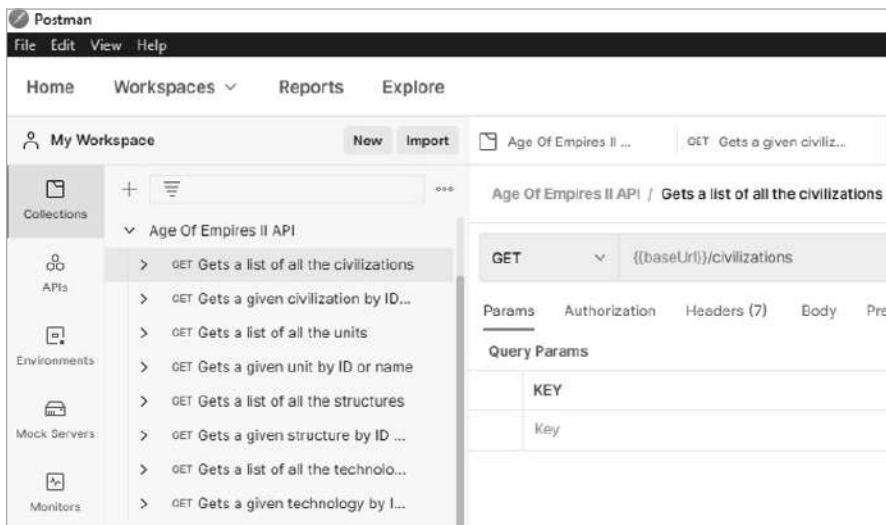 Postman
File Edit View Help
Home Workspaces Reports Explore
My Workspace New Import
Age Of Empires II ... GET Gets a given civiliz...
Collections
Age Of Empires II API / Gets a list of all the civilizations
Age Of Empires II API
GET Gets a list of all the civilizations
GET {{baseUrl}}/civilizations
APIs
GET Gets a given civilization by ID...
Params Authorization Headers (7) Body Pre
GET Gets a list of all the units
Environments
Query Params
GET Gets a given unit by ID or name
KEY
GET Gets a list of all the structures
Key
Mock Servers
GET Gets a given structure by ID ...
GET Gets a list of all the technolo...
Monitors
GET Gets a given technology by I...